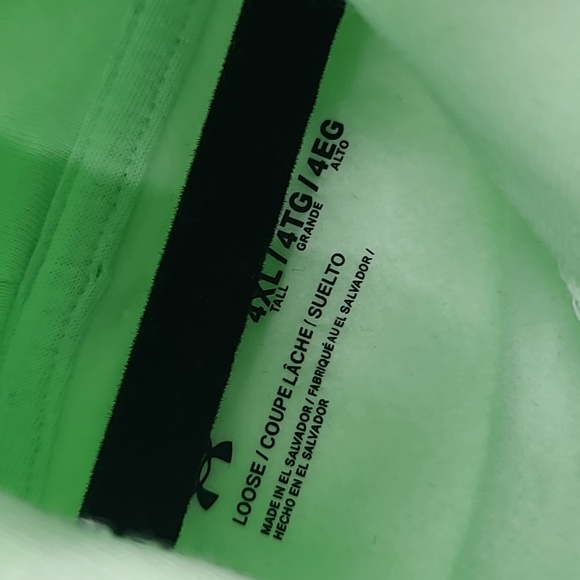 4XL / 4TG / 4EG
TALL GRANDE ALTO
LOOSE / COUPE LÂCHE / SUELTO
MADE IN EL SALVADOR / FABRIQUÉ AU EL SALVADOR /
HECHO EN EL SALVADOR